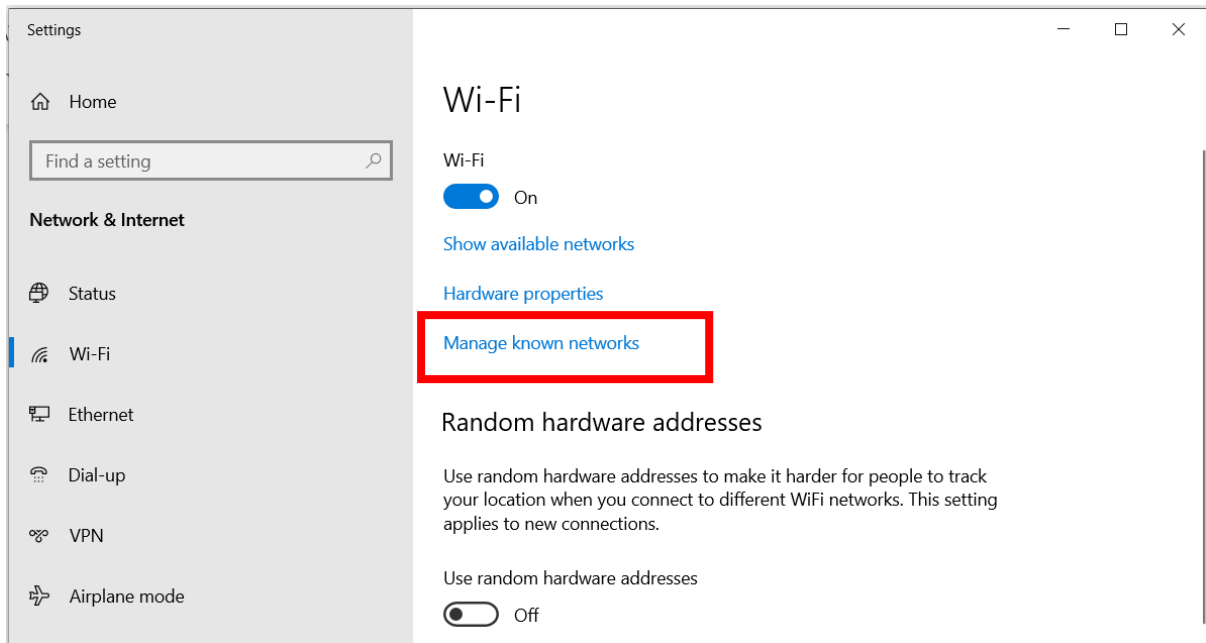 Settings
Home
Find a setting
Network & Internet
Status
Wi-Fi
Ethernet
Dial-up
VPN
Airplane mode
Wi-Fi
Wi-Fi
On
Show available networks
Hardware properties
Manage known networks
Random hardware addresses
Use random hardware addresses to make it harder for people to track
your location when you connect to different WiFi networks. This setting
applies to new connections.
Use random hardware addresses
Off